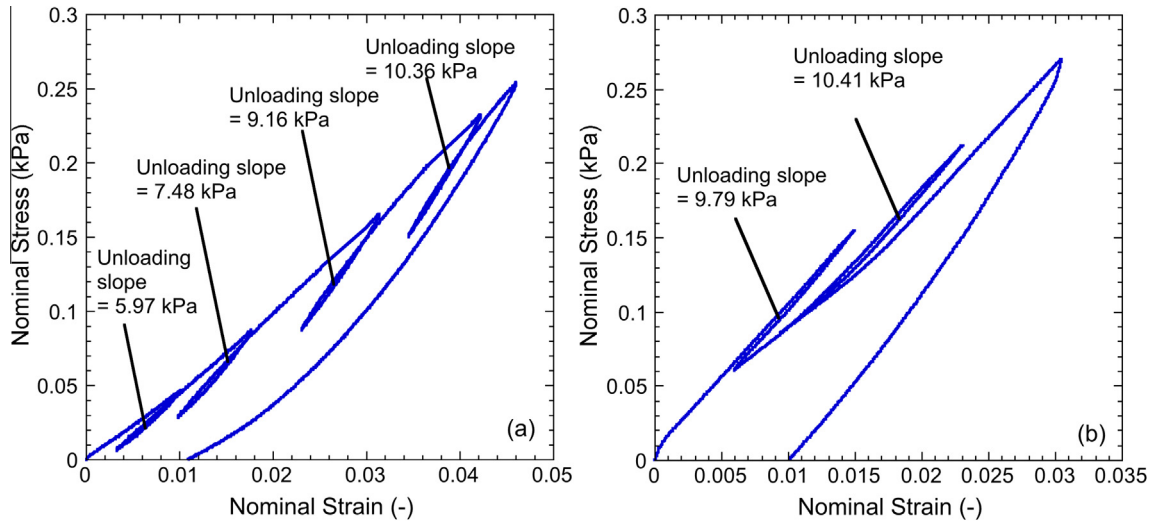 0.3
0.25
0.2
0.15
0.1
0.05
0
Nominal Stress (kPa)
Unloading slope
= 10.36 kPa
Unloading slope
= 9.16 kPa
Unloading slope
= 7.48 kPa
Unloading
slope
= 5.97 kPa
(a)
0
0.01
0.02
0.03
0.04
0.05
Nominal Strain (-)
0.3
0.25
0.2
0.15
0.1
0.05
0
Nominal Stress (kPa)
Unloading slope
= 10.41 kPa
Unloading slope
= 9.79 kPa
(b)
0
0.005
0.01
0.015
0.02
0.025
0.03
0.035
Nominal Strain (-)